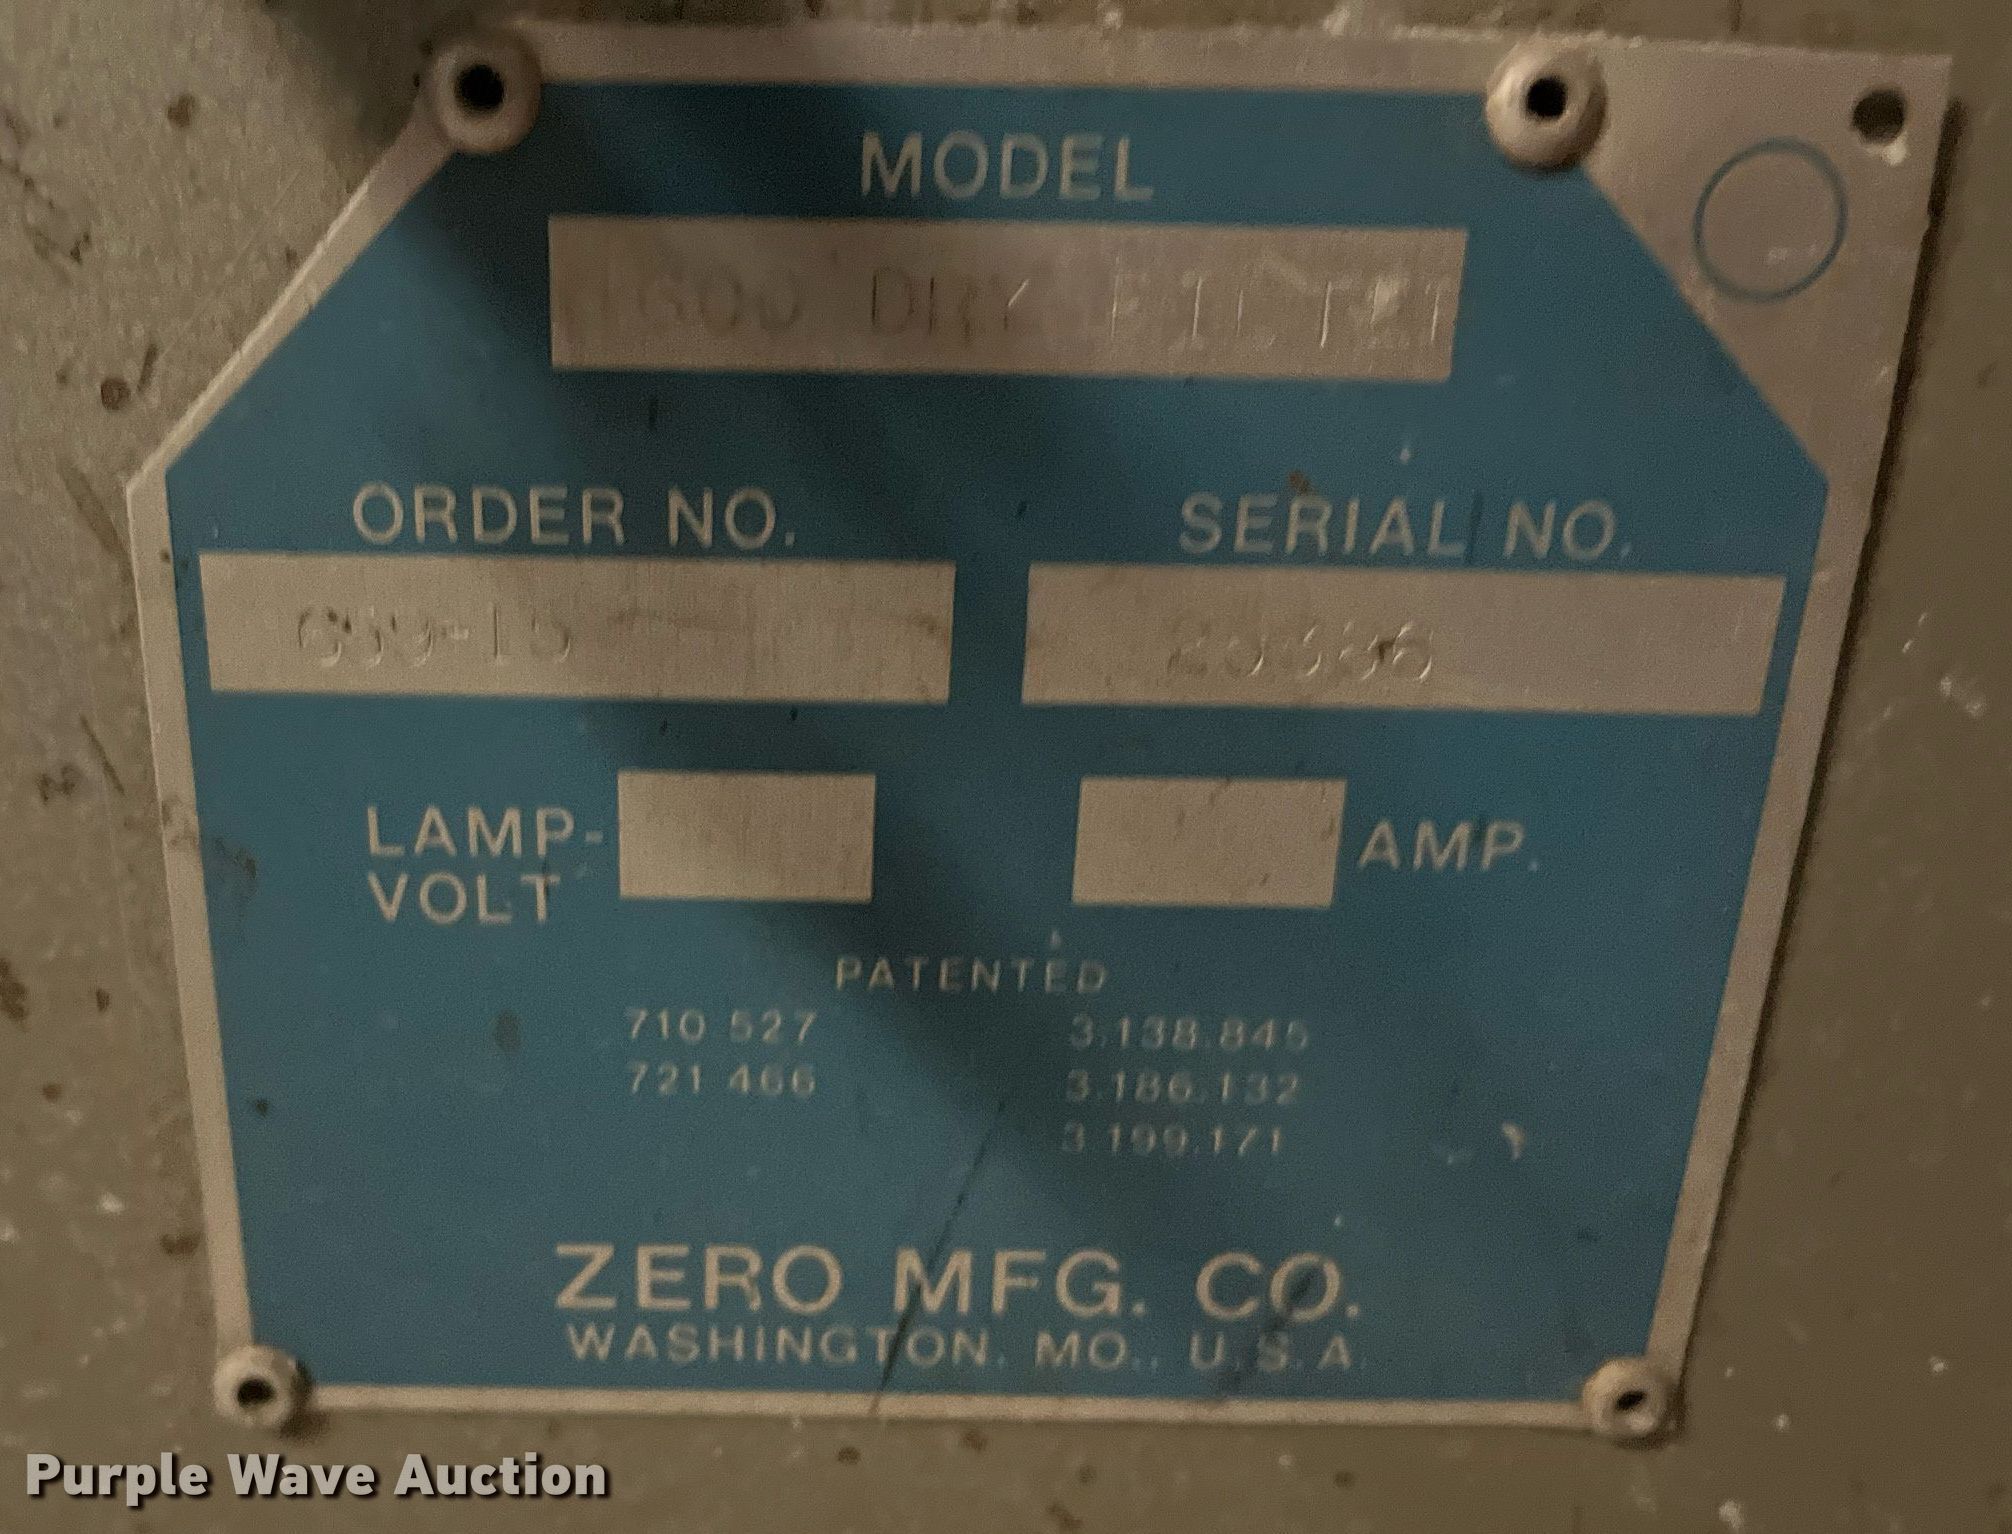 MODEL
DRY
ORDER NO.
SERIAL NO.
LAMP-
VOLT
AMP.
PATENTED
710 527
3,138,845
721 466
3,186,132
3,199,171
ZERO MFG. CO.
WASHINGTON, MO., U.S.A.
Purple Wave Auction